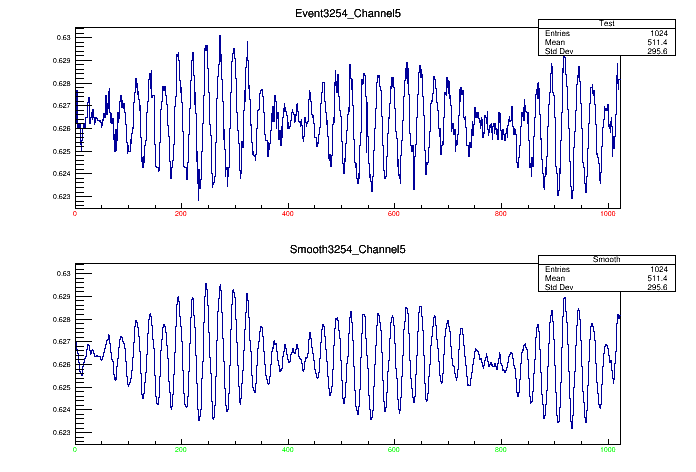 Event3254_Channel5
Test
Entries 1024
Mean 511.4
Std Dev 295.6
0.63
0.629
0.628
0.627
0.626
0.625
0.624
0.623
0 200 400 600 800 1000
Smooth3254_Channel5
Smooth
Entries 1024
Mean 511.4
Std Dev 295.6
0.63
0.629
0.628
0.627
0.626
0.625
0.624
0.623
0 200 400 600 800 1000